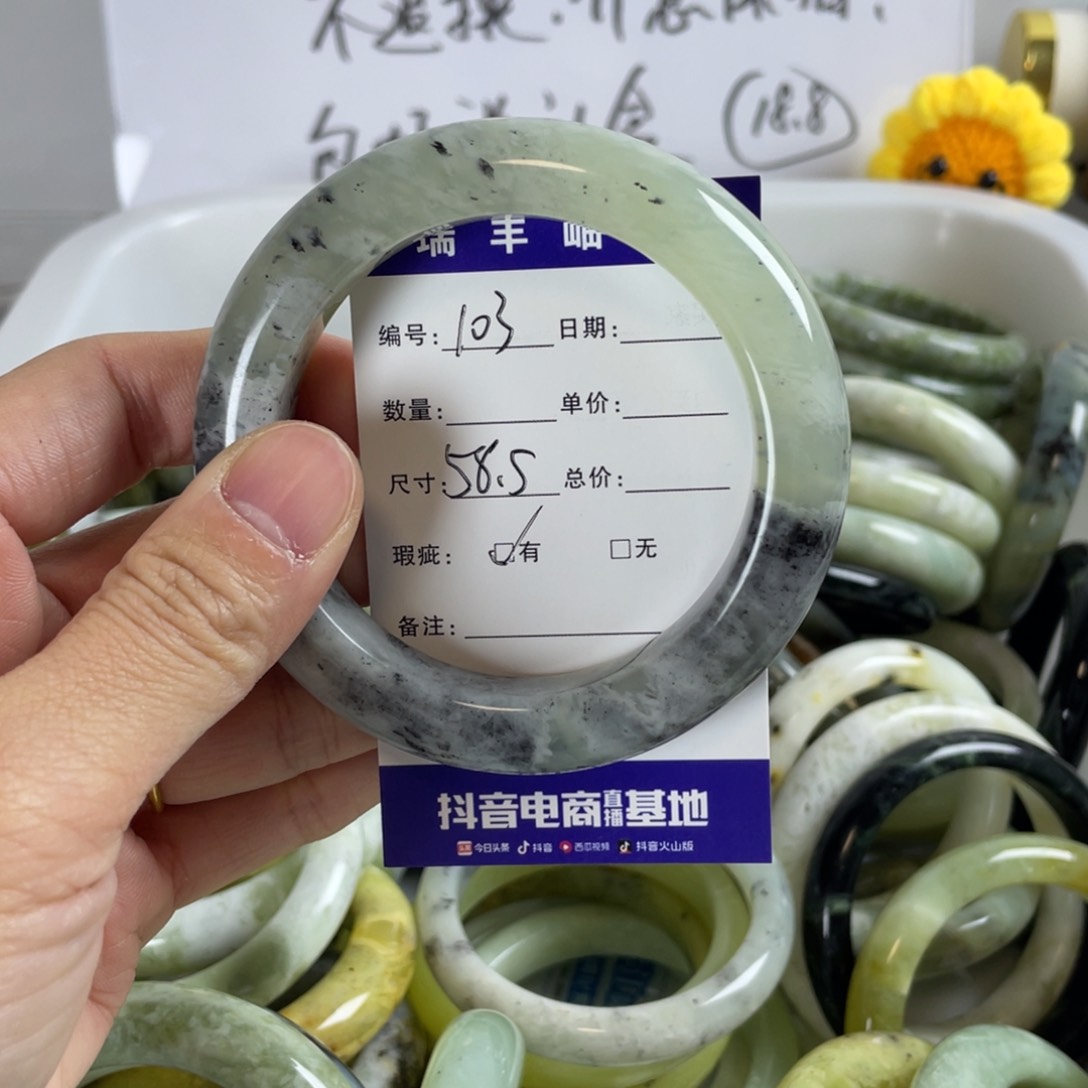 18.8
瑞丰岫
编号: 103 日期:
数量: 单价:
尺寸: 58.5 总价:
瑕疵: ☑有 □无
备注:
抖音电商直播基地
今日头条 抖音 西瓜视频 抖音火山版